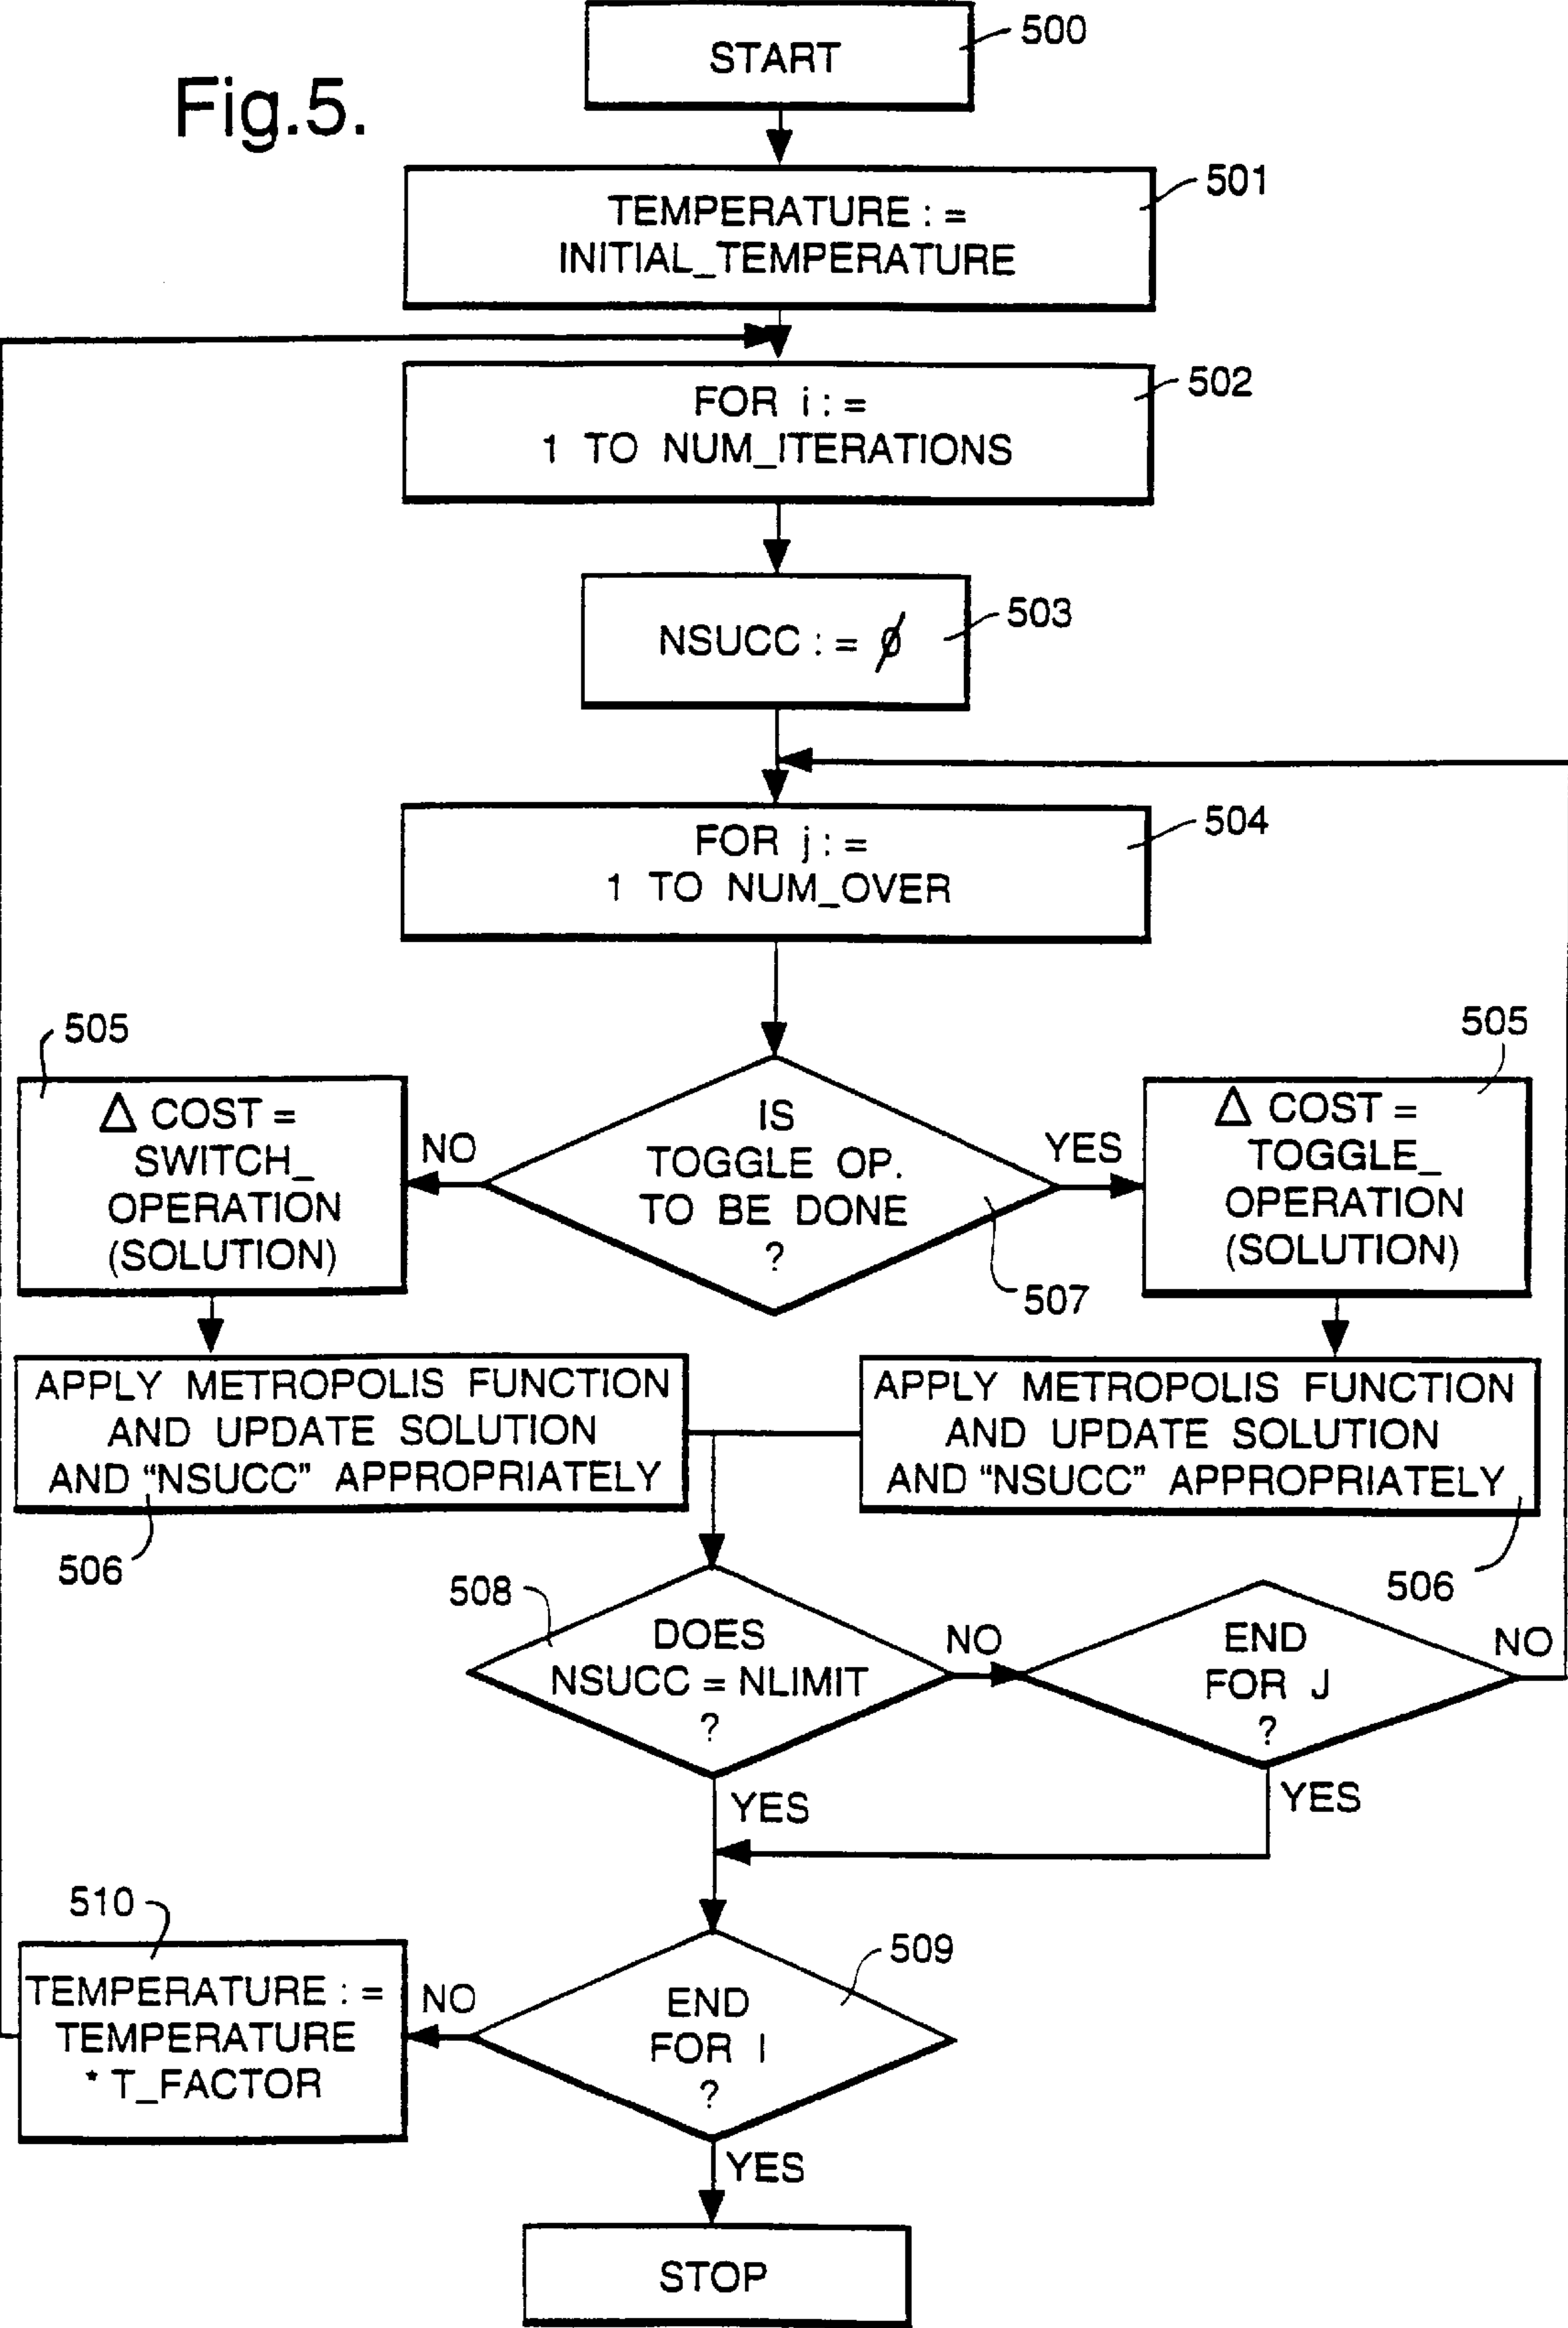 Fig.5.
START
500
TEMPERATURE : =
INITIAL_TEMPERATURE
501
FOR i : =
1 TO NUM_ITERATIONS
502
NSUCC : = ∅
503
FOR j : =
1 TO NUM_OVER
504
505
Δ COST =
SWITCH_
OPERATION
(SOLUTION)
NO
IS
TOGGLE OP.
TO BE DONE
?
507
YES
505
Δ COST =
TOGGLE_
OPERATION
(SOLUTION)
APPLY METROPOLIS FUNCTION
AND UPDATE SOLUTION
AND “NSUCC” APPROPRIATELY
506
APPLY METROPOLIS FUNCTION
AND UPDATE SOLUTION
AND “NSUCC” APPROPRIATELY
506
508
DOES
NSUCC = NLIMIT
?
NO
END
FOR J
?
NO
YES
YES
510
TEMPERATURE : =
TEMPERATURE
* T_FACTOR
NO
END
FOR I
?
509
YES
STOP